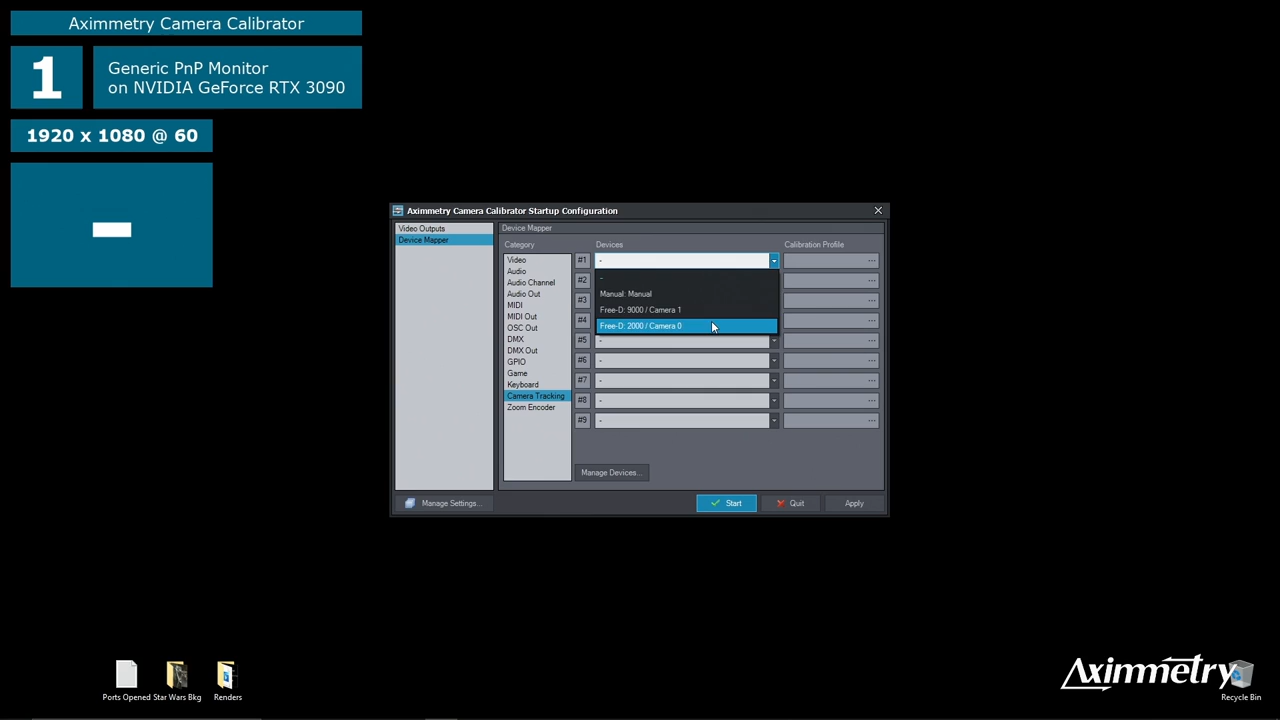 Aximmetry Camera Calibrator
1
Generic PnP Monitor
on NVIDIA GeForce RTX 3090
1920 x 1080 @ 60
-
Aximmetry Camera Calibrator Startup Configuration
Video Outputs
Device Mapper
Device Mapper
Category
Devices
Calibration Profile
Video
Audio
Audio Channel
Audio Out
MIDI
MIDI Out
OSC Out
DMX
DMX Out
GPIO
Game
Keyboard
Camera Tracking
Zoom Encoder
#1 - ...
-
#2 ...
Manual: Manual
#3 ...
Free-D: 9000 / Camera 1
#4 ...
Free-D: 2000 / Camera 0
#5 - ...
#6 - ...
#7 - ...
#8 - ...
#9 - ...
Manage Devices...
Manage Settings...
Start
Quit
Apply
Ports Opened
Star Wars Bkg
Renders
Aximmetry
Recycle Bin